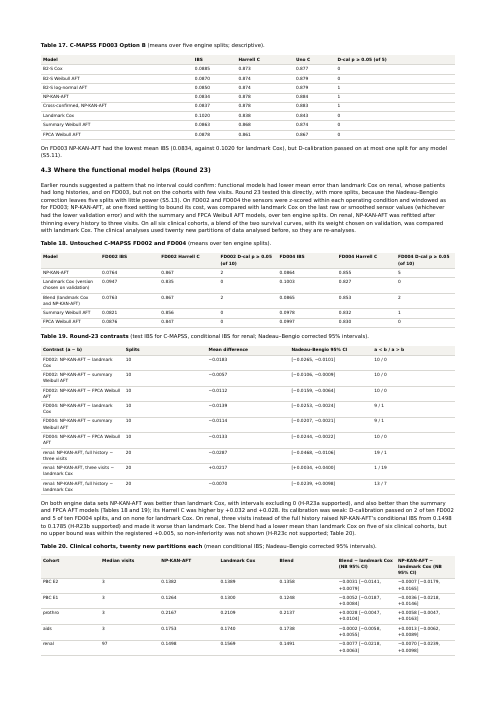 Table 17. C-MAPSS FD003 Option B (means over five engine splits; descriptive).
Model IBS Harrell C Uno C D-cal p ≥ 0.05 (of 5)
B2-S Cox 0.0885 0.873 0.877 0
B2-S Weibull AFT 0.0870 0.874 0.879 0
B2-S log-normal AFT 0.0850 0.874 0.879 1
NP-KAN-AFT 0.0834 0.878 0.884 1
Cross-confirmed, NP-KAN-AFT 0.0837 0.878 0.883 1
Landmark Cox 0.1020 0.838 0.843 0
Summary Weibull AFT 0.0863 0.868 0.874 0
FPCA Weibull AFT 0.0878 0.861 0.867 0
On FD003 NP-KAN-AFT had the lowest mean IBS (0.0834, against 0.1020 for landmark Cox), but D-calibration passed on at most one split for any model
(S5.11).
4.3 Where the functional model helps (Round 23)
Earlier rounds suggested a pattern that no interval could confirm: functional models had lower mean error than landmark Cox on renal, whose patients
had long histories, and on FD003, but not on the cohorts with few visits. Round 23 tested this directly, with more splits, because the Nadeau-Bengio
correction leaves five splits with little power (S5.13). On FD002 and FD004 the sensors were z-scored within each operating condition and windowed as
for FD003; NP-KAN-AFT, at one fixed setting to bound its cost, was compared with landmark Cox on the last raw or smoothed sensor values (whichever
had the lower validation error) and with the summary and FPCA Weibull AFT models, over ten engine splits. On renal, NP-KAN-AFT was refitted after
thinning every history to three visits. On all six clinical cohorts, a blend of the two survival curves, with its weight chosen on validation, was compared
with landmark Cox. The clinical analyses used twenty new partitions of data analysed before, so they are re-analyses.
Table 18. Untouched C-MAPSS FD002 and FD004 (means over ten engine splits).
Model FD002 IBS FD002 Harrell C FD002 D-cal p ≥ 0.05 (of 10) FD004 IBS FD004 Harrell C FD004 D-cal p ≥ 0.05 (of 10)
NP-KAN-AFT 0.0764 0.867 2 0.0864 0.855 5
Landmark Cox (version chosen on validation) 0.0947 0.835 0 0.1003 0.827 0
Blend (landmark Cox and NP-KAN-AFT) 0.0763 0.867 2 0.0865 0.853 2
Summary Weibull AFT 0.0821 0.856 0 0.0978 0.832 1
FPCA Weibull AFT 0.0876 0.847 0 0.0997 0.830 0
Table 19. Round-23 contrasts (test IBS for C-MAPSS, conditional IBS for renal; Nadeau-Bengio corrected 95% intervals).
Contrast (a − b) Splits Mean difference Nadeau-Bengio 95% CI a < b / a > b
FD002: NP-KAN-AFT − landmark Cox 10 −0.0183 [−0.0265, −0.0101] 10 / 0
FD002: NP-KAN-AFT − summary Weibull AFT 10 −0.0057 [−0.0106, −0.0009] 10 / 0
FD002: NP-KAN-AFT − FPCA Weibull AFT 10 −0.0112 [−0.0159, −0.0064] 10 / 0
FD004: NP-KAN-AFT − landmark Cox 10 −0.0139 [−0.0253, −0.0024] 9 / 1
FD004: NP-KAN-AFT − summary Weibull AFT 10 −0.0114 [−0.0207, −0.0021] 9 / 1
FD004: NP-KAN-AFT − FPCA Weibull AFT 10 −0.0133 [−0.0244, −0.0022] 10 / 0
renal: NP-KAN-AFT, full history − three visits 20 −0.0287 [−0.0468, −0.0106] 19 / 1
renal: NP-KAN-AFT, three visits − landmark Cox 20 +0.0217 [+0.0034, +0.0400] 1 / 19
renal: NP-KAN-AFT, full history − landmark Cox 20 −0.0070 [−0.0239, +0.0098] 13 / 7
On both engine data sets NP-KAN-AFT was better than landmark Cox, with intervals excluding 0 (H-R23a supported), and also better than the summary
and FPCA AFT models (Tables 18 and 19); its Harrell C was higher by +0.032 and +0.028. Its calibration was weak: D-calibration passed on 2 of ten FD002
and 5 of ten FD004 splits, and on none for landmark Cox. On renal, three visits instead of the full history raised NP-KAN-AFT's conditional IBS from 0.1498
to 0.1785 (H-R23b supported) and made it worse than landmark Cox. The blend had a lower mean than landmark Cox on five of six cohorts, but
no upper bound was within the registered +0.005, so non-inferiority was not shown (H-R23c not supported; Table 20).
Table 20. Clinical cohorts, twenty new partitions each (mean conditional IBS; Nadeau-Bengio corrected 95% intervals).
Cohort Median visits NP-KAN-AFT Landmark Cox Blend Blend − landmark Cox (NB 95% CI) NP-KAN-AFT − landmark Cox (NB 95% CI)
PBC E2 3 0.1382 0.1389 0.1358 −0.0031 [−0.0141, +0.0079] −0.0007 [−0.0179, +0.0165]
PBC E1 3 0.1264 0.1300 0.1248 −0.0052 [−0.0187, +0.0084] −0.0036 [−0.0218, +0.0146]
prothro 3 0.2167 0.2109 0.2137 +0.0028 [−0.0047, +0.0104] +0.0058 [−0.0047, +0.0163]
aids 3 0.1753 0.1740 0.1738 −0.0002 [−0.0058, +0.0055] +0.0013 [−0.0062, +0.0089]
renal 97 0.1498 0.1569 0.1491 −0.0077 [−0.0218, +0.0063] −0.0070 [−0.0239, +0.0098]